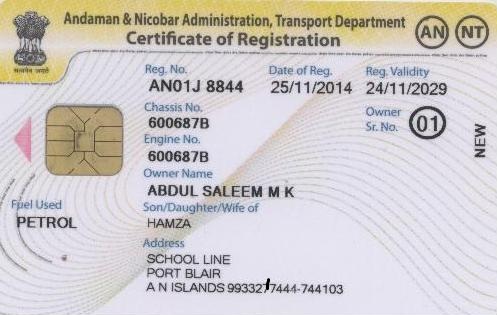 Andaman & Nicobar Administration, Transport Department
Certificate of Registration
AN NT
सत्यमेव जयते
Reg. No. Date of Reg. Reg. Validity
AN01J 8844 25/11/2014 24/11/2029
Chassis No.
600687B
Owner Sr. No. 01
Engine No.
600687B
NEW
Owner Name
ABDUL SALEEM M K
Fuel Used
PETROL
Son/Daughter/Wife of
HAMZA
Address
SCHOOL LINE
PORT BLAIR
A N ISLANDS 9933277444-744103